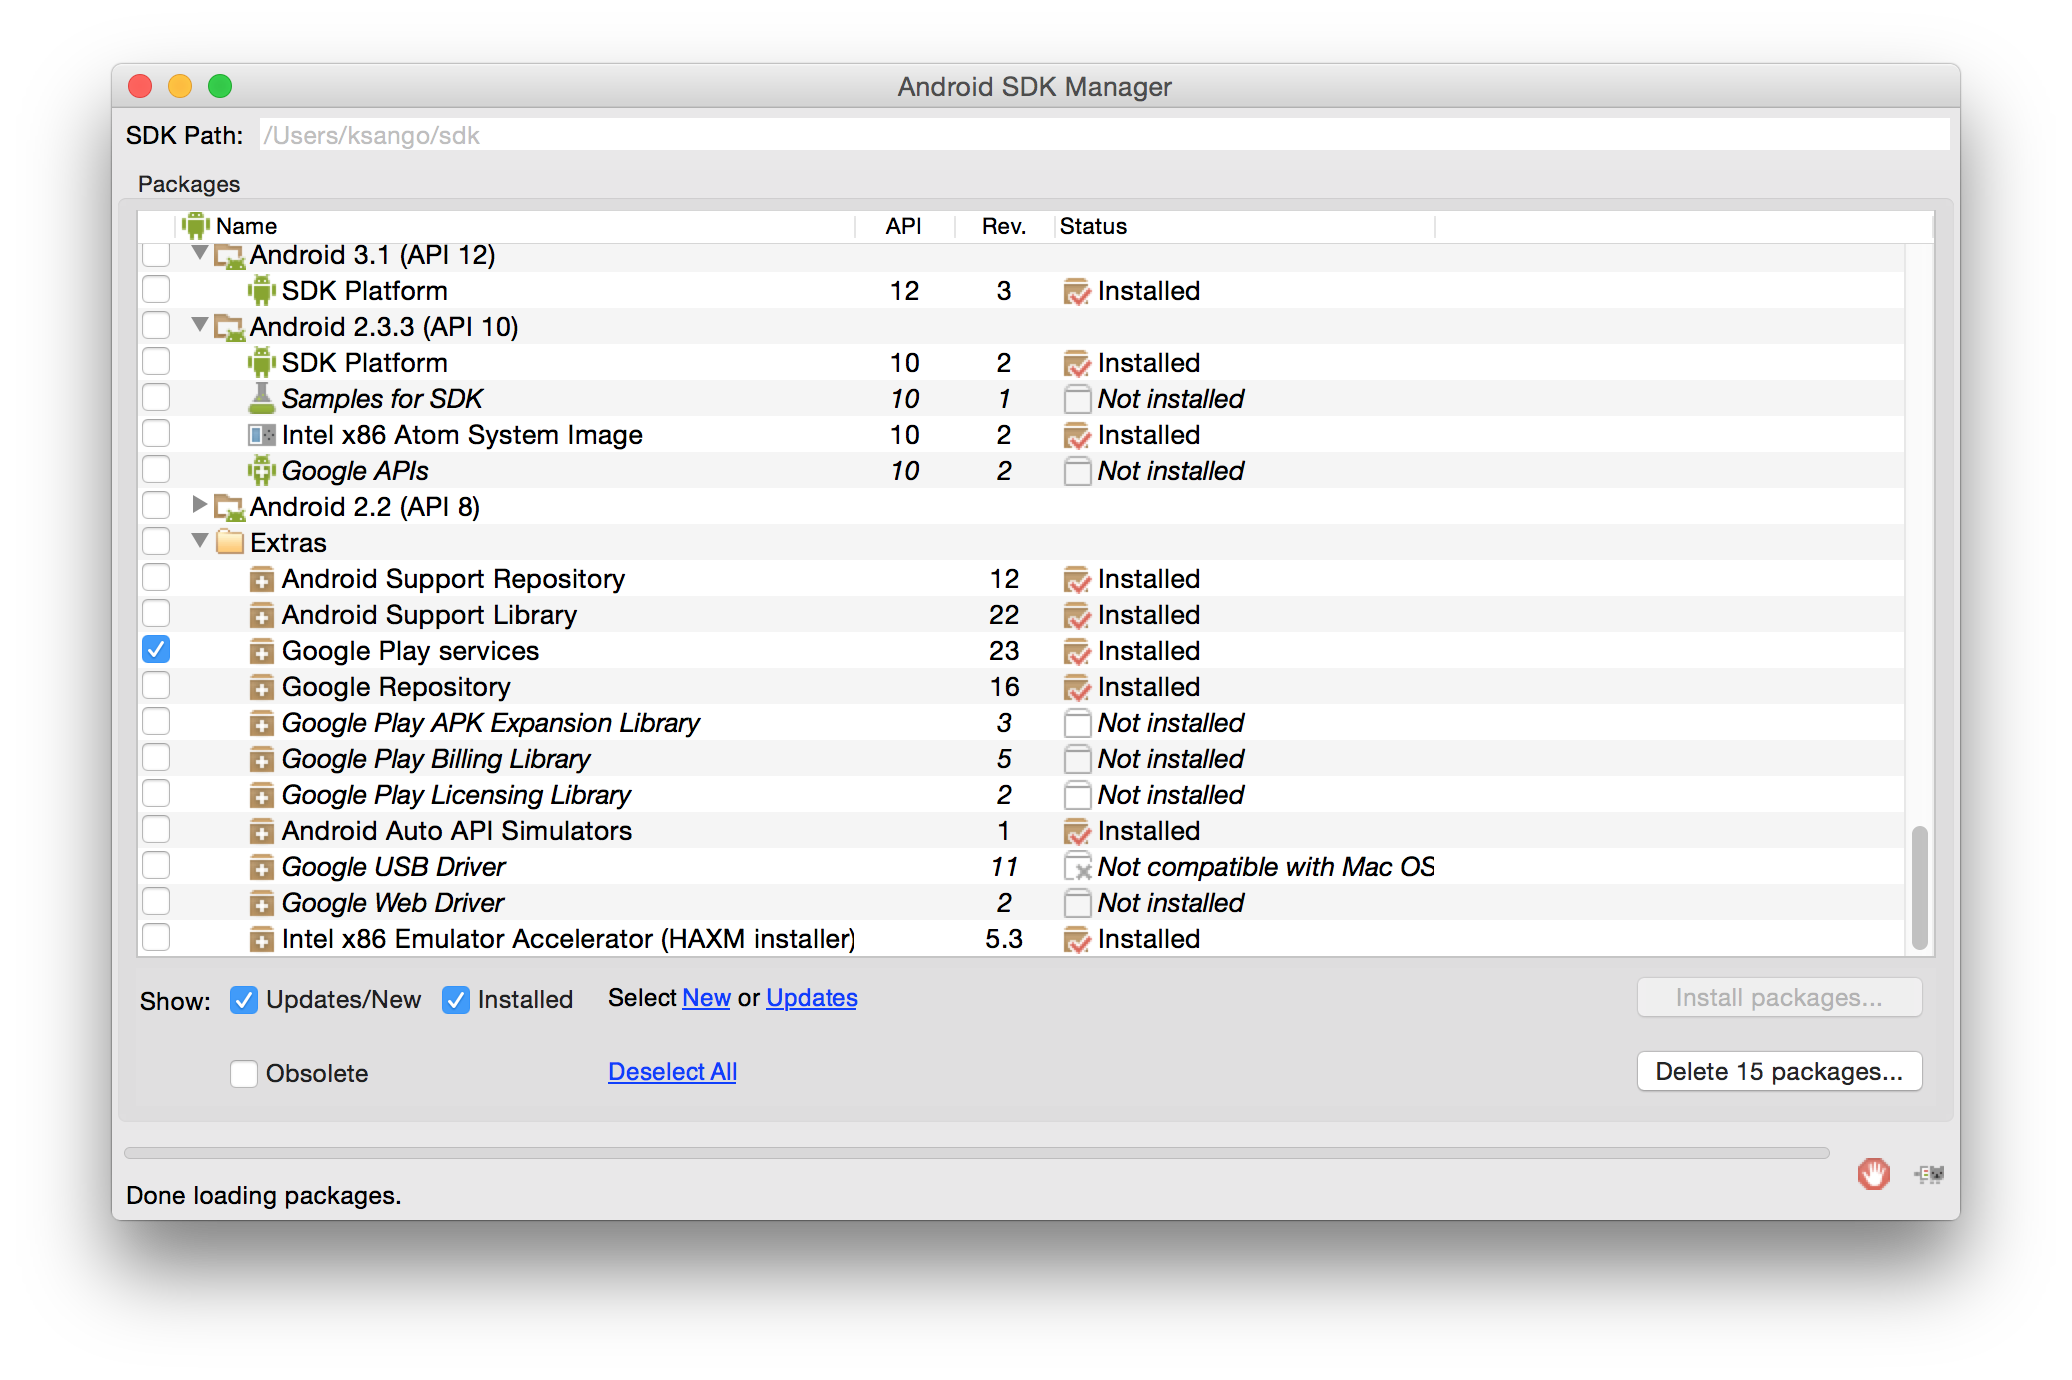 Android SDK Manager
SDK Path: /Users/ksango/sdk
Packages
Name API Rev. Status
Android 3.1 (API 12)
SDK Platform 12 3 Installed
Android 2.3.3 (API 10)
SDK Platform 10 2 Installed
Samples for SDK 10 1 Not installed
Intel x86 Atom System Image 10 2 Installed
Google APIs 10 2 Not installed
Android 2.2 (API 8)
Extras
Android Support Repository 12 Installed
Android Support Library 22 Installed
Google Play services 23 Installed
Google Repository 16 Installed
Google Play APK Expansion Library 3 Not installed
Google Play Billing Library 5 Not installed
Google Play Licensing Library 2 Not installed
Android Auto API Simulators 1 Installed
Google USB Driver 11 Not compatible with Mac OS
Google Web Driver 2 Not installed
Intel x86 Emulator Accelerator (HAXM installer) 5.3 Installed
Show: Updates/New Installed Select New or Updates Install packages...
Obsolete Deselect All Delete 15 packages...
Done loading packages.